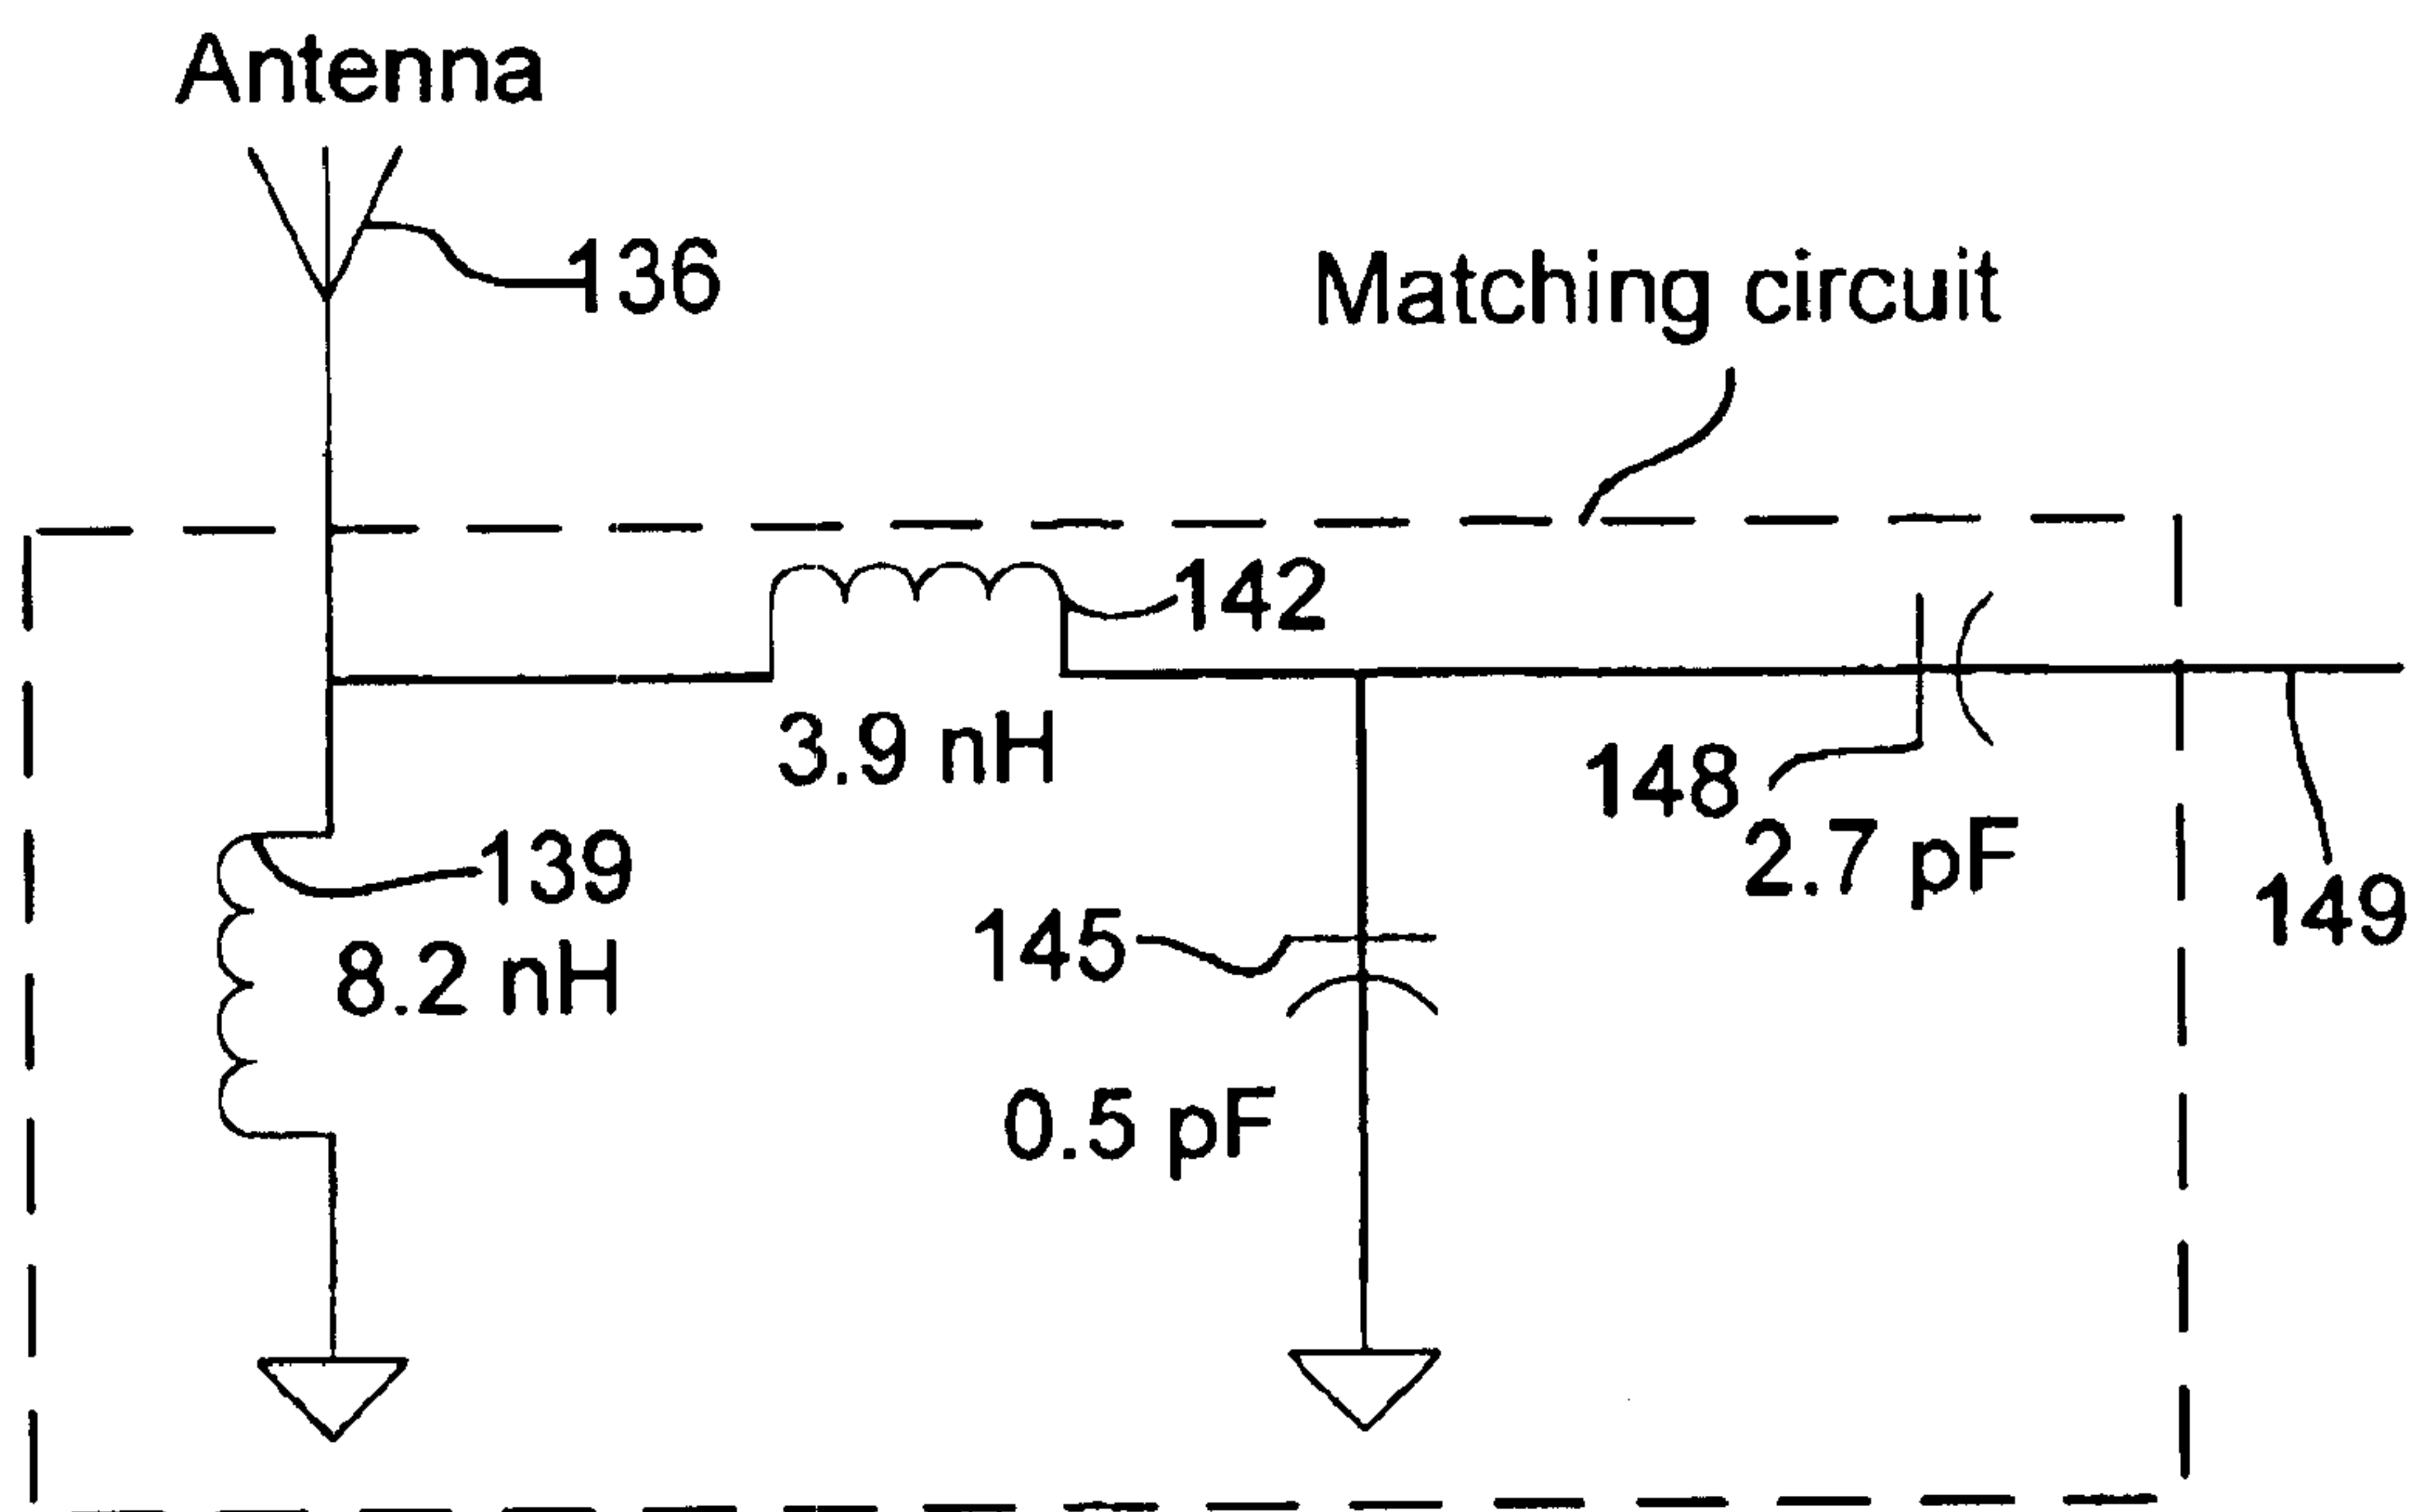 Antenna
136
Matching circuit
142
3.9 nH
148
2.7 pF
149
139
8.2 nH
145
0.5 pF